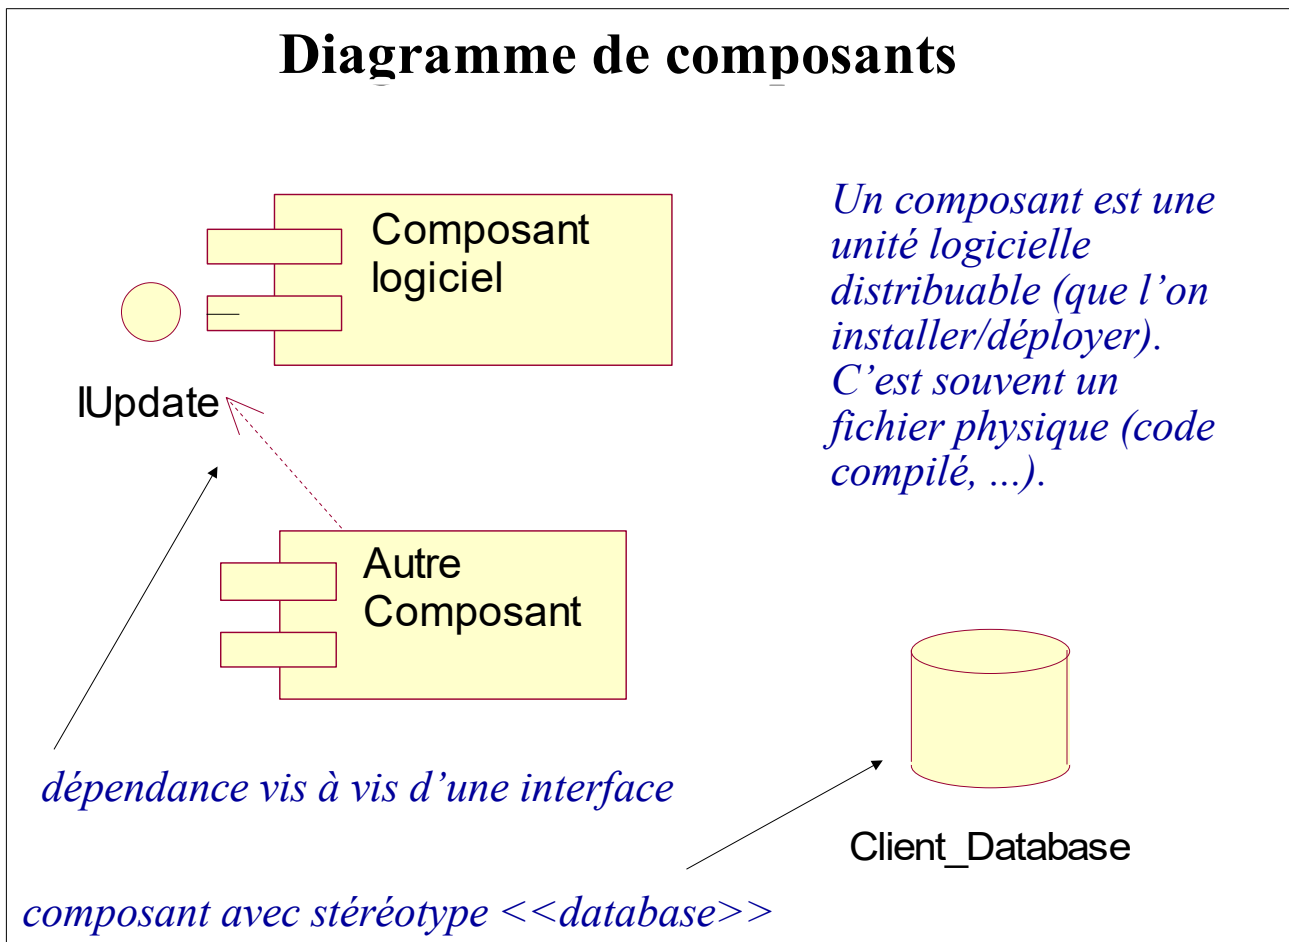 Diagramme de composants
Composant
logiciel
IUpdate
Un composant est une
unité logicielle
distribuable (que l’on
installer/déployer).
C’est souvent un
fichier physique (code
compilé, ...).
Autre
Composant
dépendance vis à vis d’une interface
Client_Database
composant avec stéréotype <<database>>